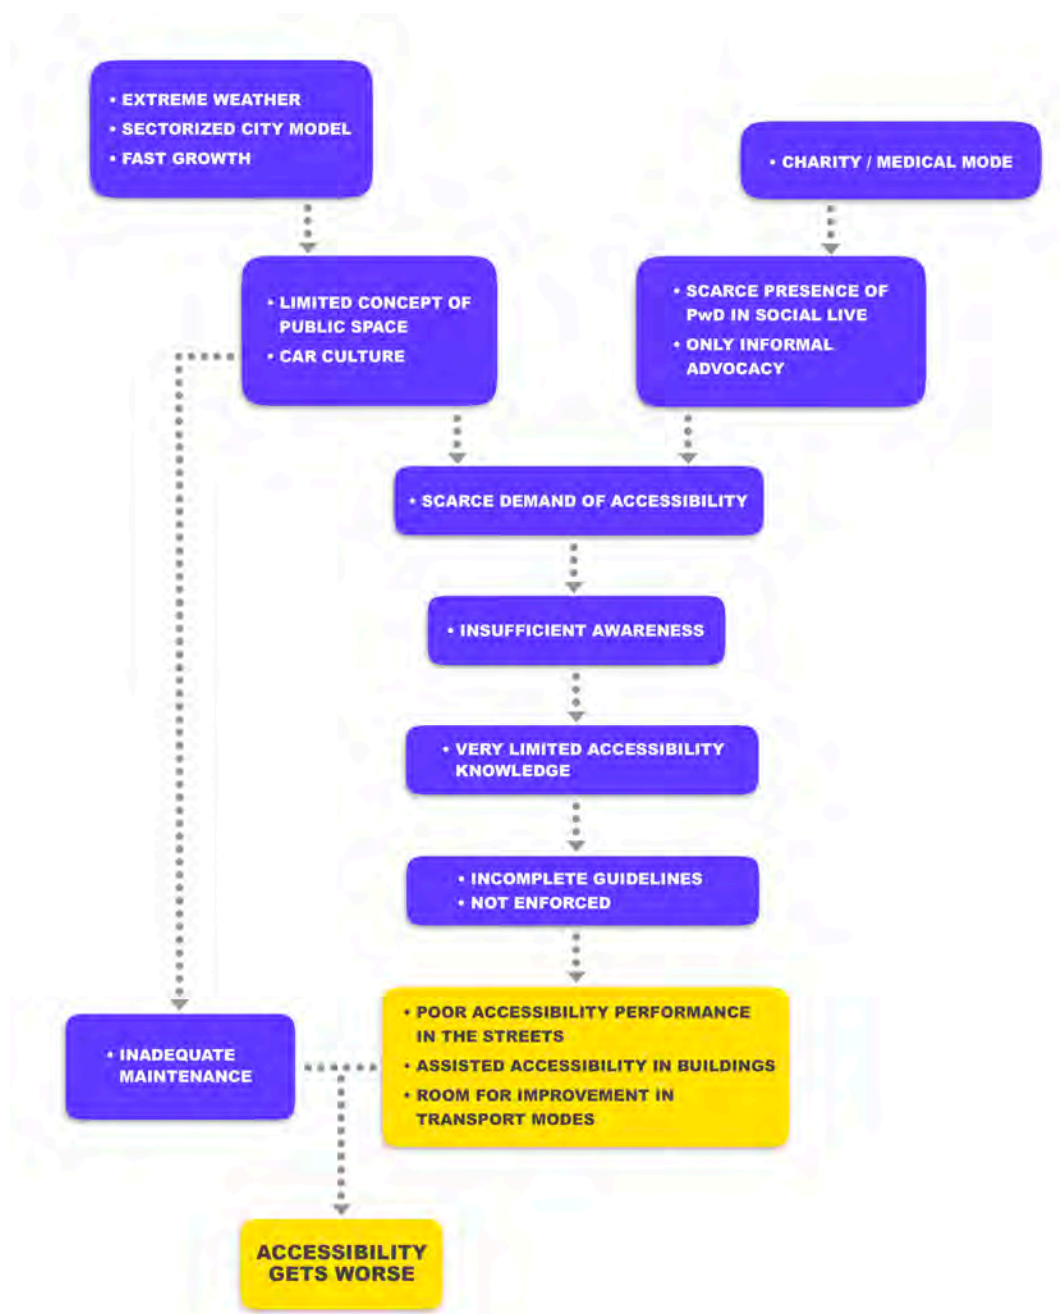 • EXTREME WEATHER
• SECTORIZED CITY MODEL
• FAST GROWTH
• CHARITY / MEDICAL MODE
• LIMITED CONCEPT OF
PUBLIC SPACE
• CAR CULTURE
• SCARCE PRESENCE OF
PwD IN SOCIAL LIVE
• ONLY INFORMAL
ADVOCACY
• SCARCE DEMAND OF ACCESSIBILITY
• INSUFFICIENT AWARENESS
• VERY LIMITED ACCESSIBILITY
KNOWLEDGE
• INCOMPLETE GUIDELINES
• NOT ENFORCED
• INADEQUATE
MAINTENANCE
• POOR ACCESSIBILITY PERFORMANCE
IN THE STREETS
• ASSISTED ACCESSIBILITY IN BUILDINGS
• ROOM FOR IMPROVEMENT IN
TRANSPORT MODES
ACCESSIBILITY
GETS WORSE